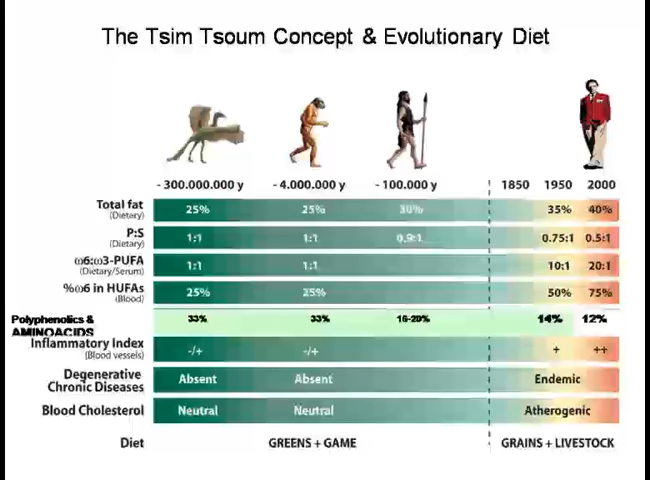 The Tsim Tsoum Concept & Evolutionary Diet
- 300.000.000 y - 4.000.000 y - 100.000 y 1850 1950 2000
Total fat 25% 25% 30% 35% 40%
(Dietary)
P:S 1:1 1:1 0,9:1 0.75:1 0.5:1
(Dietary)
ω6:ω3-PUFA 1:1 1:1 10:1 20:1
(Dietary/Serum)
%ω6 in HUFAs 25% 25% 50% 75%
(Blood)
Polyphenolics & 33% 33% 16-20% 14% 12%
AMINOACIDS
Inflammatory Index -/+ -/+ + ++
(Blood vessels)
Degenerative
Chronic Diseases Absent Absent Endemic
Blood Cholesterol Neutral Neutral Atherogenic
Diet GREENS + GAME GRAINS + LIVESTOCK